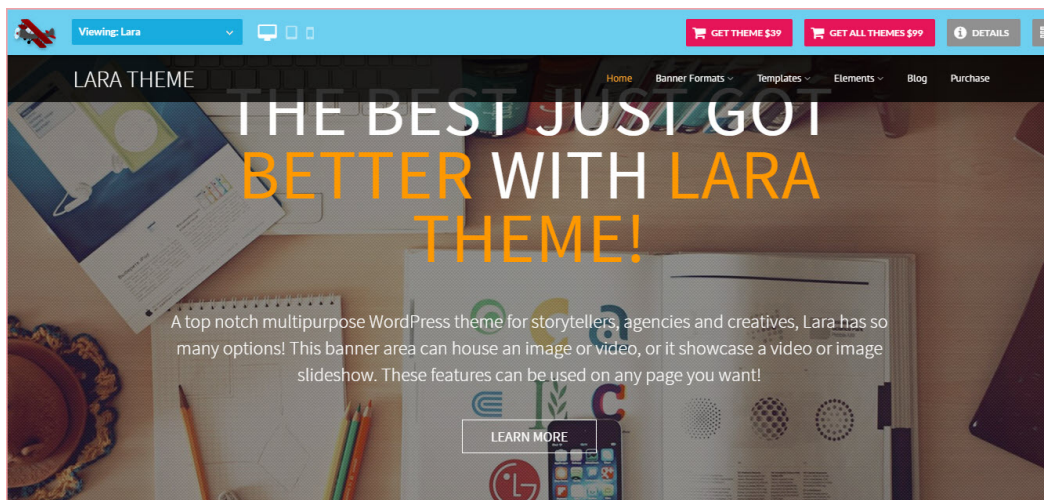 Viewing: Lara
GET THEME $39
GET ALL THEMES $99
DETAILS
LARA THEME
Home
Banner Formats
Templates
Elements
Blog
Purchase
THE BEST JUST GOT
BETTER WITH LARA
THEME!
A top notch multipurpose WordPress theme for storytellers, agencies and creatives, Lara has so
many options! This banner area can house an image or video, or it showcase a video or image
slideshow. These features can be used on any page you want!
LEARN MORE
LG